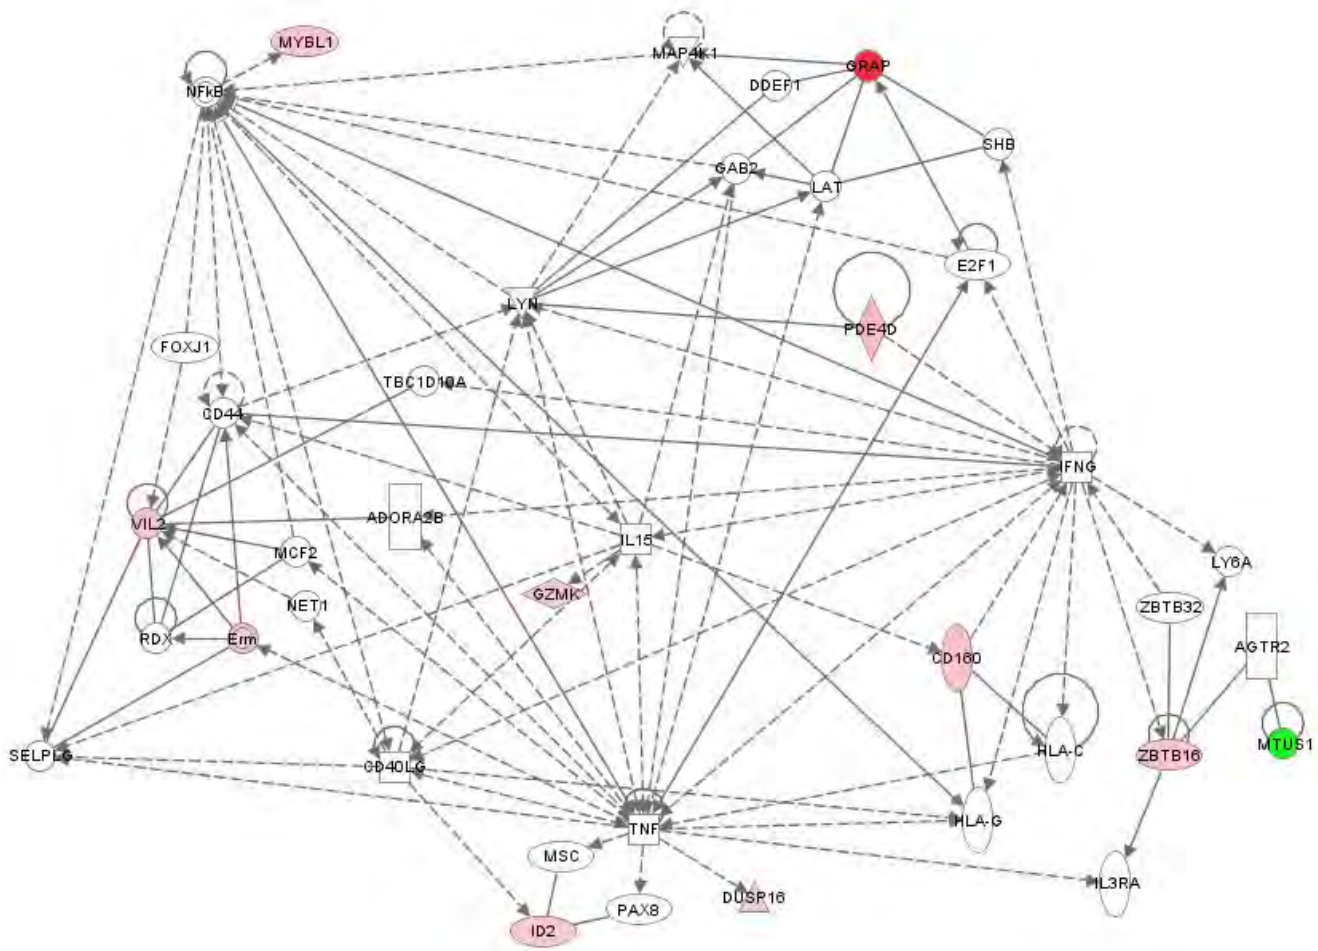 MYBL1
MAP4K1
GRAP
NFkB
DDEF1
SHB
GAB2
LAT
E2F1
LYN
PDE4D
FOXJ1
TBC1D10A
CD44
IFNG
VIL2
ADORA2B
IL15
MCF2
LY6A
GZMK
NET1
ZBTB32
RDX
Erm
AGTR2
CD160
SELPLG
CD40LG
HLA-C
ZBTB16
MTUS1
HLA-G
TNF
MSC
IL3RA
DUSP16
PAX8
ID2